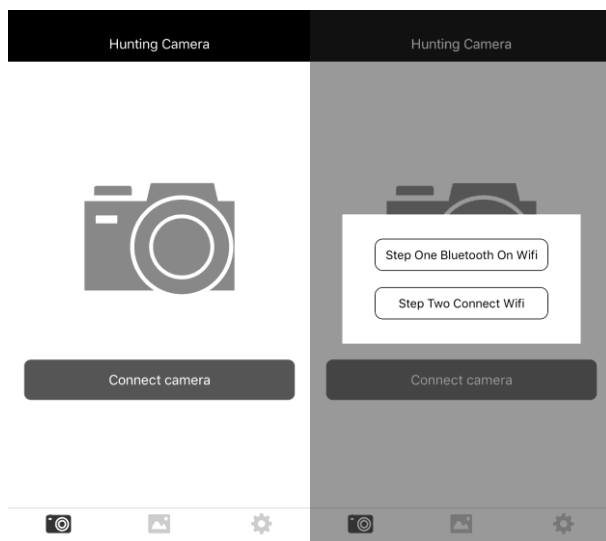 Hunting Camera
Connect camera
Hunting Camera
Step One Bluetooth On Wifi
Step Two Connect Wifi
Connect camera